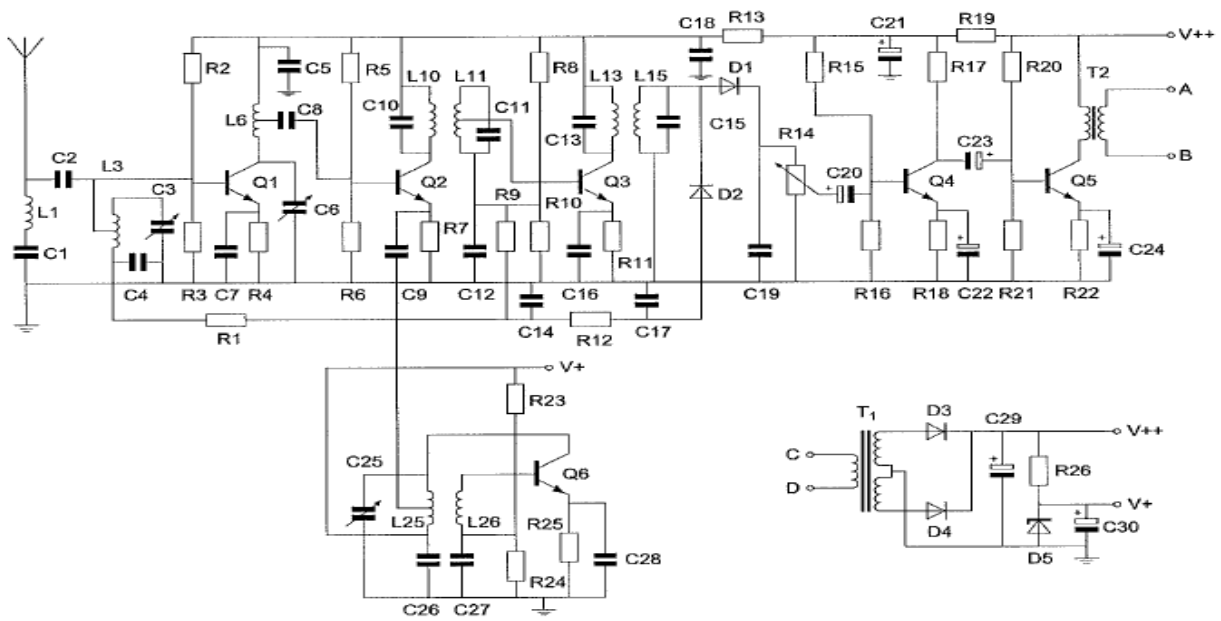 C18 R13 C21 R19
V++
R2 C5 R5 L10 L11 R8 L13 L15 D1 R15 R17 R20 T2
C8 C10 C11 A
L6 C13 C15 R14 C23
C2 L3 C20 B
C3 Q1 Q2 R9 Q3 D2 Q4 Q5
L1 C6 R7 R10
C1 R11 C24
C4 R3 C7 R4 R6 C9 C12 C16 C19 R16 R18 C22 R21 R22
R1 C14 R12 C17
V+
R23
T1 D3 C29
V++
C25 Q6 C R26
L25 L26 R25 D V+
C28 D4 D5 C30
R24
C26 C27
+
+
+
+
+
+
+